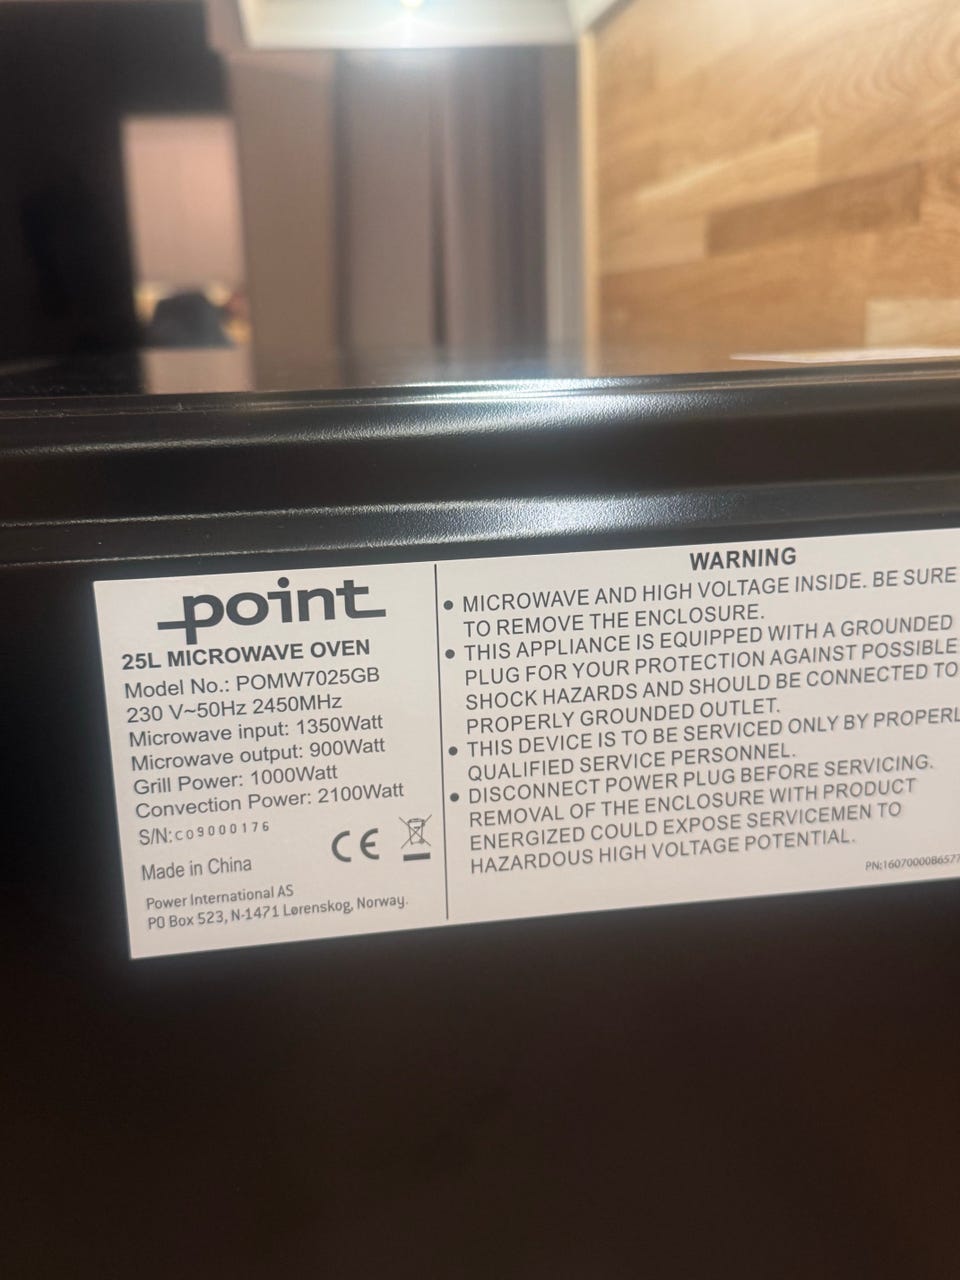 point
25L MICROWAVE OVEN
Model No.: POMW7025GB
230 V~50Hz 2450MHz
Microwave input: 1350Watt
Microwave output: 900Watt
Grill Power: 1000Watt
Convection Power: 2100Watt
S/N:C09000176
CE
Made in China
Power International AS
PO Box 523, N-1471 Lørenskog, Norway.
WARNING
• MICROWAVE AND HIGH VOLTAGE INSIDE. BE SURE
TO REMOVE THE ENCLOSURE.
• THIS APPLIANCE IS EQUIPPED WITH A GROUNDED
PLUG FOR YOUR PROTECTION AGAINST POSSIBLE
SHOCK HAZARDS AND SHOULD BE CONNECTED TO
PROPERLY GROUNDED OUTLET.
• THIS DEVICE IS TO BE SERVICED ONLY BY PROPERL
QUALIFIED SERVICE PERSONNEL.
• DISCONNECT POWER PLUG BEFORE SERVICING.
REMOVAL OF THE ENCLOSURE WITH PRODUCT
ENERGIZED COULD EXPOSE SERVICEMEN TO
HAZARDOUS HIGH VOLTAGE POTENTIAL.